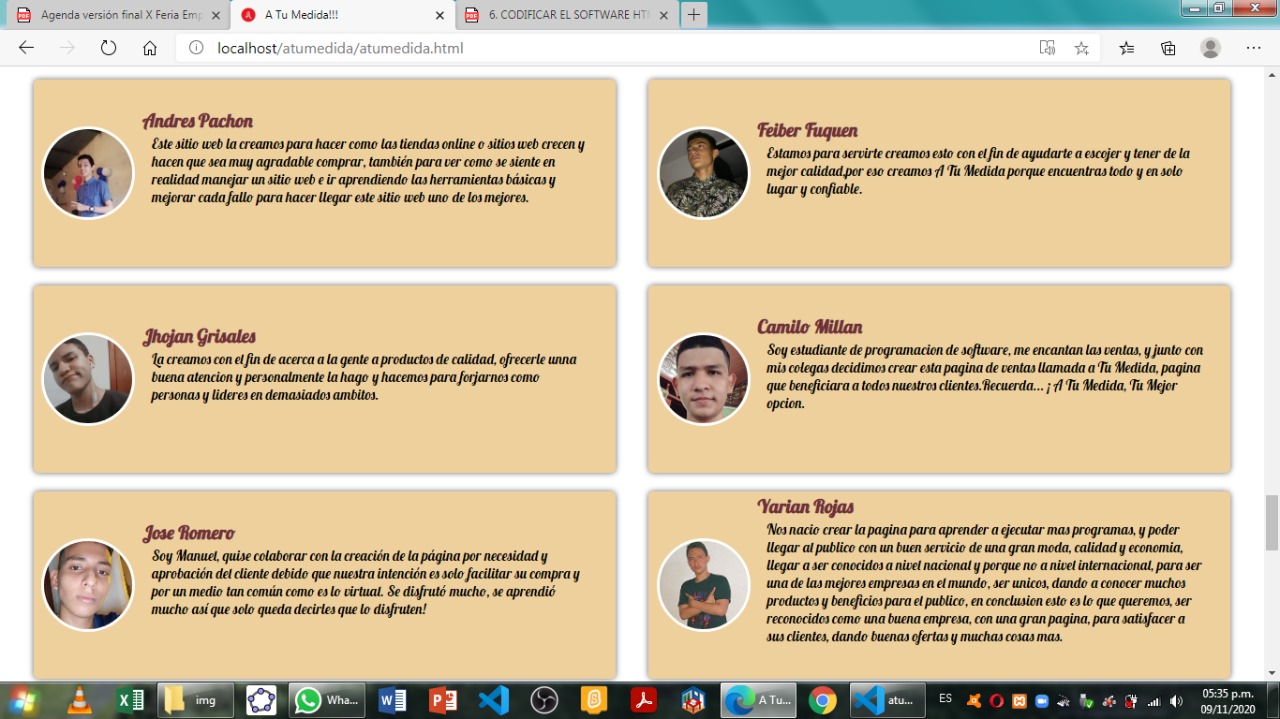 Agenda versión final X Feria Emp
A Tu Medida!!!
6. CODIFICAR EL SOFTWARE HTM
localhost/atumedida/atumedida.html
Andres Pachon
Este sitio web la creamos para hacer como las tiendas online o sitios web crecen y
hacen que sea muy agradable comprar, también para ver como se siente en
realidad manejar un sitio web e ir aprendiendo las herramientas básicas y
mejorar cada fallo para hacer llegar este sitio web uno de los mejores.
Feiber Fuquen
Estamos para servirte creamos esto con el fin de ayudarte a escojer y tener de la
mejor calidad,por eso creamos A Tu Medida porque encuentras todo y en solo
lugar y confiable.
Jhojan Grisales
La creamos con el fin de acerca a la gente a productos de calidad, ofrecerle unna
buena atencion y personalmente la hago y hacemos para forjarnos como
personas y lideres en demasiados ambitos.
Camilo Millan
Soy estudiante de programacion de software, me encantan las ventas, y junto con
mis colegas decidimos crear esta pagina de ventas llamada a Tu Medida, pagina
que beneficiara a todos nuestros clientes.Recuerda... ¡ A Tu Medida, Tu Mejor
opcion.
Jose Romero
Soy Manuel, quise colaborar con la creación de la página por necesidad y
aprobación del cliente debido que nuestra intención es solo facilitar su compra y
por un medio tan común como es lo virtual. Se disfrutó mucho, se aprendió
mucho así que solo queda decirles que lo disfruten!
Yarian Rojas
Nos nacio crear la pagina para aprender a ejecutar mas programas, y poder
llegar al publico con un buen servicio de una gran moda, calidad y economia,
llegar a ser conocidos a nivel nacional y porque no a nivel internacional, para ser
una de las mejores empresas en el mundo, ser unicos, dando a conocer muchos
productos y beneficios para el publico, en conclusion esto es lo que queremos, ser
reconocidos como una buena empresa, con una gran pagina, para satisfacer a
sus clientes, dando buenas ofertas y muchas cosas mas.
img
Wha...
A Tu...
atu...
ES
05:35 p.m.
09/11/2020